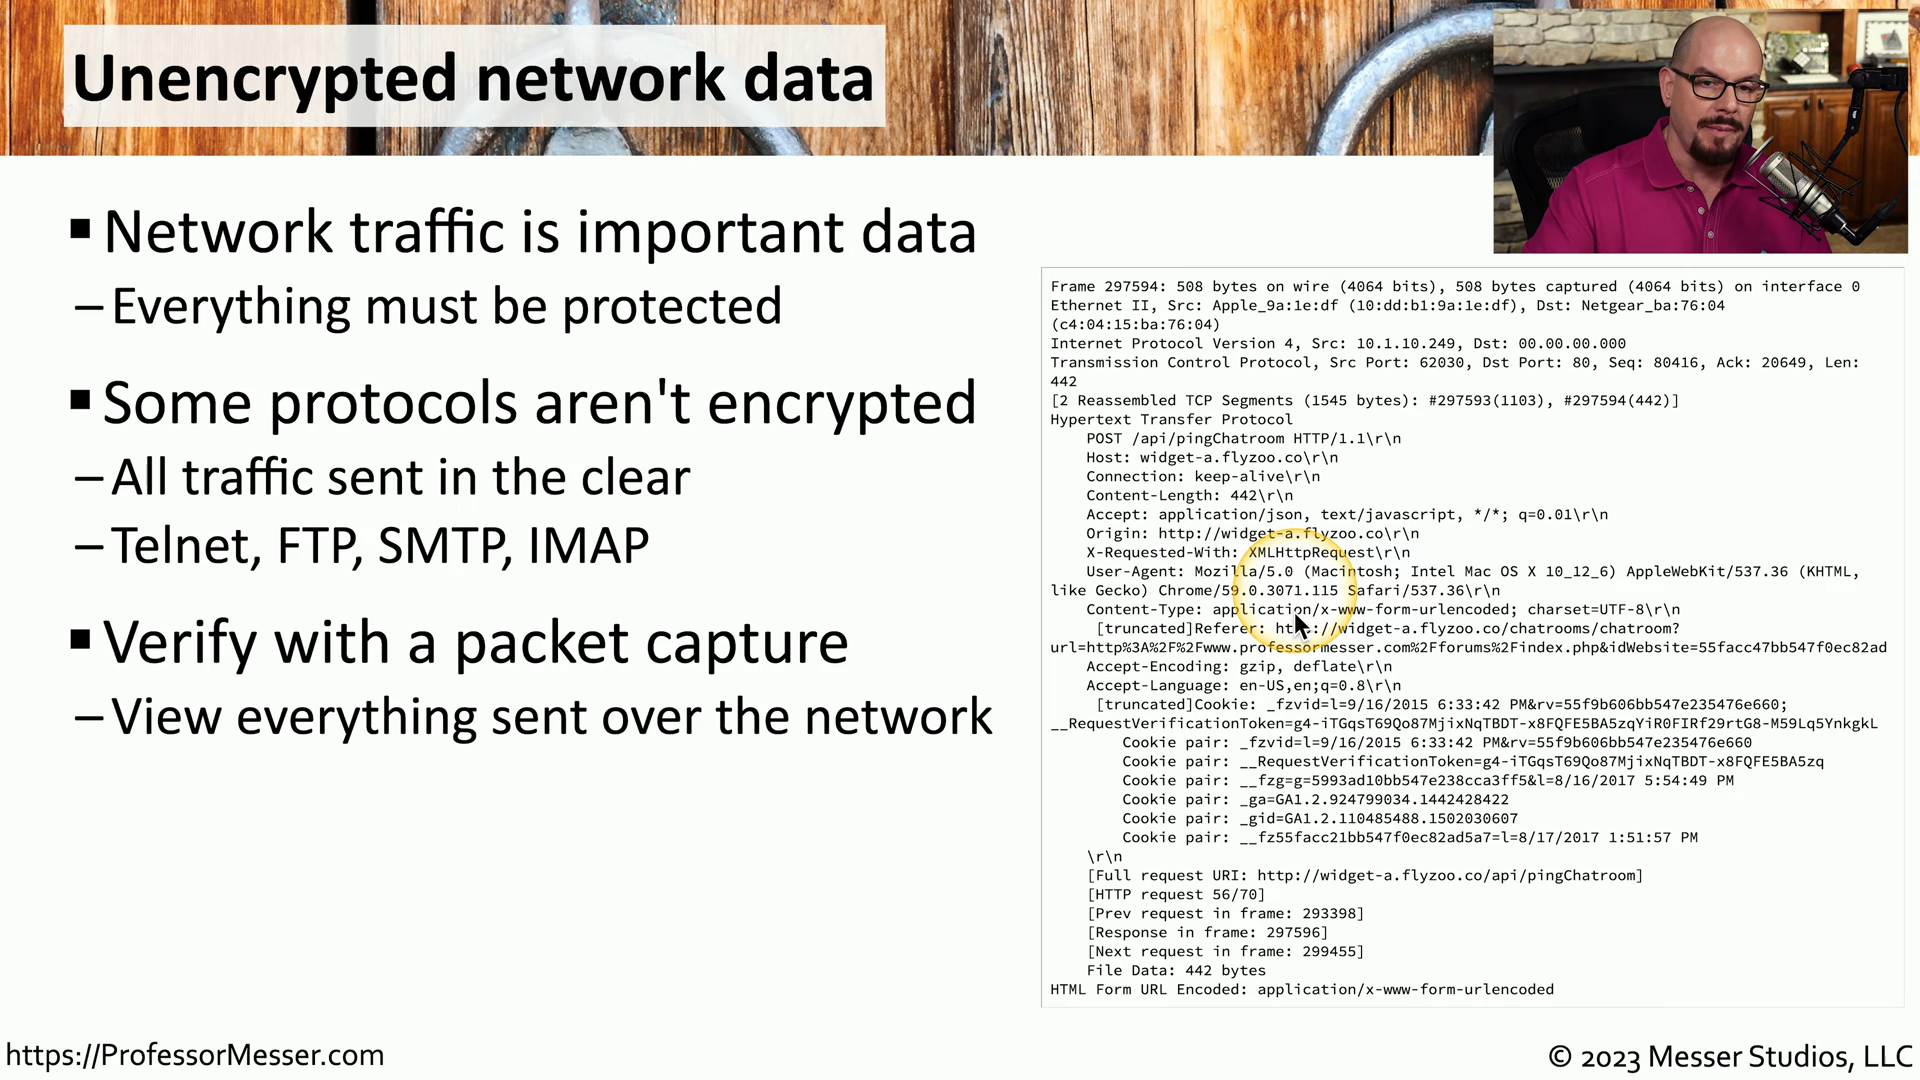 Unencrypted network data
▪ Network traffic is important data
– Everything must be protected
▪ Some protocols aren't encrypted
– All traffic sent in the clear
– Telnet, FTP, SMTP, IMAP
▪ Verify with a packet capture
– View everything sent over the network
Frame 297594: 508 bytes on wire (4064 bits), 508 bytes captured (4064 bits) on interface 0
Ethernet II, Src: Apple_9a:1e:df (10:dd:b1:9a:1e:df), Dst: Netgear_ba:76:04
(c4:04:15:ba:76:04)
Internet Protocol Version 4, Src: 10.1.10.249, Dst: 00.00.00.000
Transmission Control Protocol, Src Port: 62030, Dst Port: 80, Seq: 80416, Ack: 20649, Len:
442
[2 Reassembled TCP Segments (1545 bytes): #297593(1103), #297594(442)]
Hypertext Transfer Protocol
POST /api/pingChatroom HTTP/1.1\r\n
Host: widget-a.flyzoo.co\r\n
Connection: keep-alive\r\n
Content-Length: 442\r\n
Accept: application/json, text/javascript, */*; q=0.01\r\n
Origin: http://widget-a.flyzoo.co\r\n
X-Requested-With: XMLHttpRequest\r\n
User-Agent: Mozilla/5.0 (Macintosh; Intel Mac OS X 10_12_6) AppleWebKit/537.36 (KHTML,
like Gecko) Chrome/59.0.3071.115 Safari/537.36\r\n
Content-Type: application/x-www-form-urlencoded; charset=UTF-8\r\n
[truncated]Referer: http://widget-a.flyzoo.co/chatrooms/chatroom?
url=http%3A%2F%2Fwww.professormesser.com%2Fforums%2Findex.php&idWebsite=55facc47bb547f0ec82ad
Accept-Encoding: gzip, deflate\r\n
Accept-Language: en-US,en;q=0.8\r\n
[truncated]Cookie: _fzvid=l=9/16/2015 6:33:42 PM&rv=55f9b606bb547e235476e660;
__RequestVerificationToken=g4-iTGqsT69Qo87MjixNqTBDT-x8FQFE5BA5zqYiR0FIRf29rtG8-M59Lq5YnkgkL
Cookie pair: _fzvid=l=9/16/2015 6:33:42 PM&rv=55f9b606bb547e235476e660
Cookie pair: __RequestVerificationToken=g4-iTGqsT69Qo87MjixNqTBDT-x8FQFE5BA5zq
Cookie pair: __fzg=g=5993ad10bb547e238cca3ff5&l=8/16/2017 5:54:49 PM
Cookie pair: _ga=GA1.2.924799034.1442428422
Cookie pair: _gid=GA1.2.110485488.1502030607
Cookie pair: __fz55facc21bb547f0ec82ad5a7=l=8/17/2017 1:51:57 PM
\r\n
[Full request URI: http://widget-a.flyzoo.co/api/pingChatroom]
[HTTP request 56/70]
[Prev request in frame: 293398]
[Response in frame: 297596]
[Next request in frame: 299455]
File Data: 442 bytes
HTML Form URL Encoded: application/x-www-form-urlencoded
https://ProfessorMesser.com
© 2023 Messer Studios, LLC